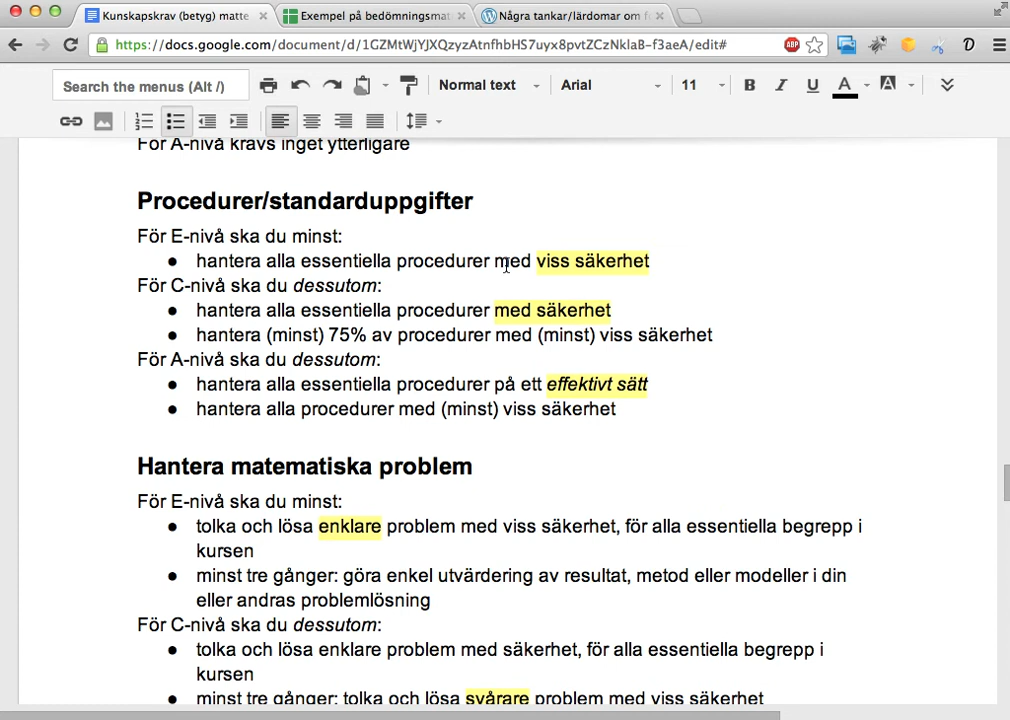 Kunskapskrav (betyg) matte
Exempel på bedömningsmat
Några tankar/lärdomar om f
https://docs.google.com/document/d/1GZMtWjYJXQzyzAtnfhbHS7uyx8pvtZCzNklaB-f3aeA/edit#
ABP
Search the menus (Alt /)
Normal text
Arial
11
B
I
U
A
A
För A-nivå krävs inget ytterligare
Procedurer/standarduppgifter
För E-nivå ska du minst:
● hantera alla essentiella procedurer med viss säkerhet
För C-nivå ska du dessutom:
● hantera alla essentiella procedurer med säkerhet
● hantera (minst) 75% av procedurer med (minst) viss säkerhet
För A-nivå ska du dessutom:
● hantera alla essentiella procedurer på ett effektivt sätt
● hantera alla procedurer med (minst) viss säkerhet
Hantera matematiska problem
För E-nivå ska du minst:
● tolka och lösa enklare problem med viss säkerhet, för alla essentiella begrepp i
kursen
● minst tre gånger: göra enkel utvärdering av resultat, metod eller modeller i din
eller andras problemlösning
För C-nivå ska du dessutom:
● tolka och lösa enklare problem med säkerhet, för alla essentiella begrepp i
kursen
● minst tre gånger: tolka och lösa svårare problem med viss säkerhet